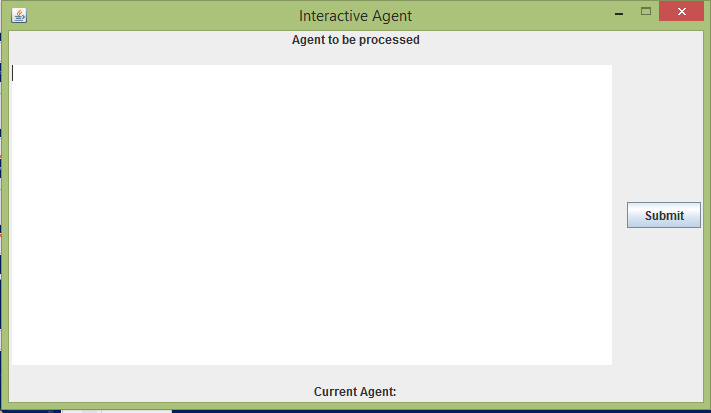 Interactive Agent
Agent to be processed
Submit
Current Agent: